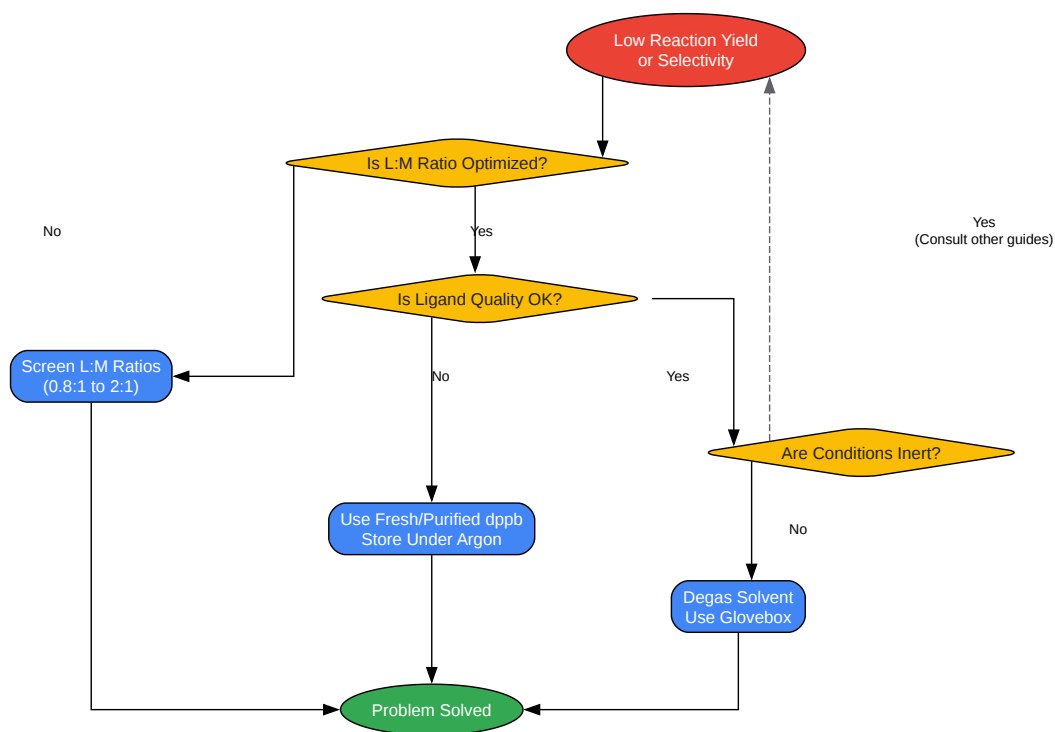 Low Reaction Yield
or Selectivity
Is L:M Ratio Optimized?
No
Yes
Yes
(Consult other guides)
Is Ligand Quality OK?
Screen L:M Ratios
(0.8:1 to 2:1)
No
Yes
Are Conditions Inert?
Use Fresh/Purified dppb
Store Under Argon
No
Degas Solvent
Use Glovebox
Problem Solved